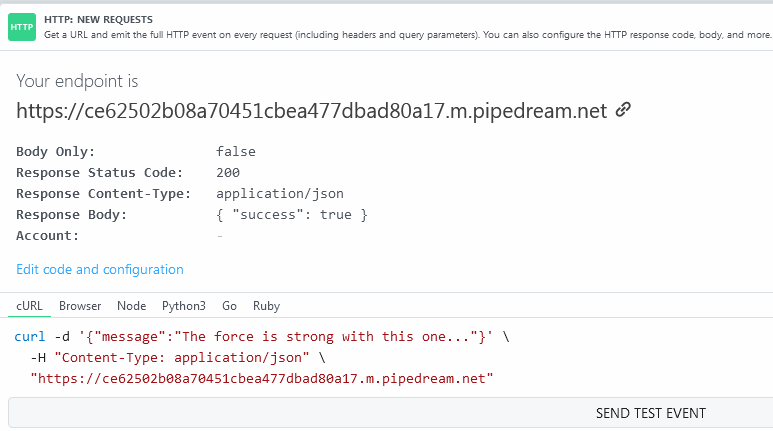 HTTP
HTTP: NEW REQUESTS
Get a URL and emit the full HTTP event on every request (including headers and query parameters). You can also configure the HTTP response code, body, and more.
Your endpoint is
https://ce62502b08a70451cbea477dbad80a17.m.pipedream.net
Body Only: false
Response Status Code: 200
Response Content-Type: application/json
Response Body: { "success": true }
Account: -
Edit code and configuration
cURL Browser Node Python3 Go Ruby
curl -d '{"message":"The force is strong with this one..."}' \
-H "Content-Type: application/json" \
"https://ce62502b08a70451cbea477dbad80a17.m.pipedream.net"
SEND TEST EVENT